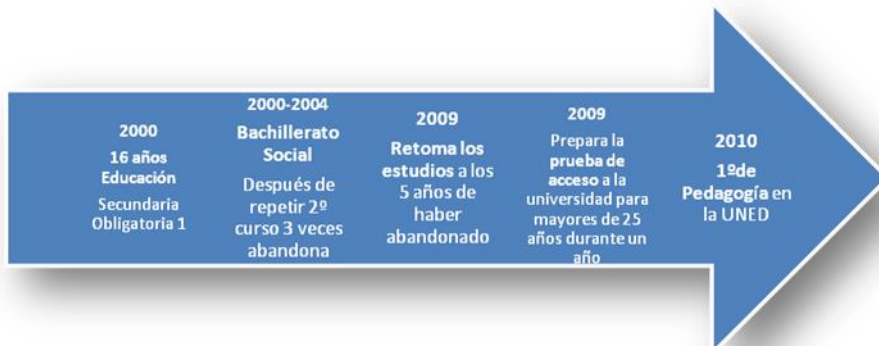 2000
16 años
Educación
Secundaria
Obligatoria 1
2000-2004
Bachillerato
Social
Después de
repetir 2º
curso 3 veces
abandona
2009
Retoma los
estudios a los
5 años de
haber
abandonado
2009
Prepara la
prueba de
acceso a la
universidad para
mayores de 25
años durante un
año
2010
1ºde
Pedagogía en
la UNED